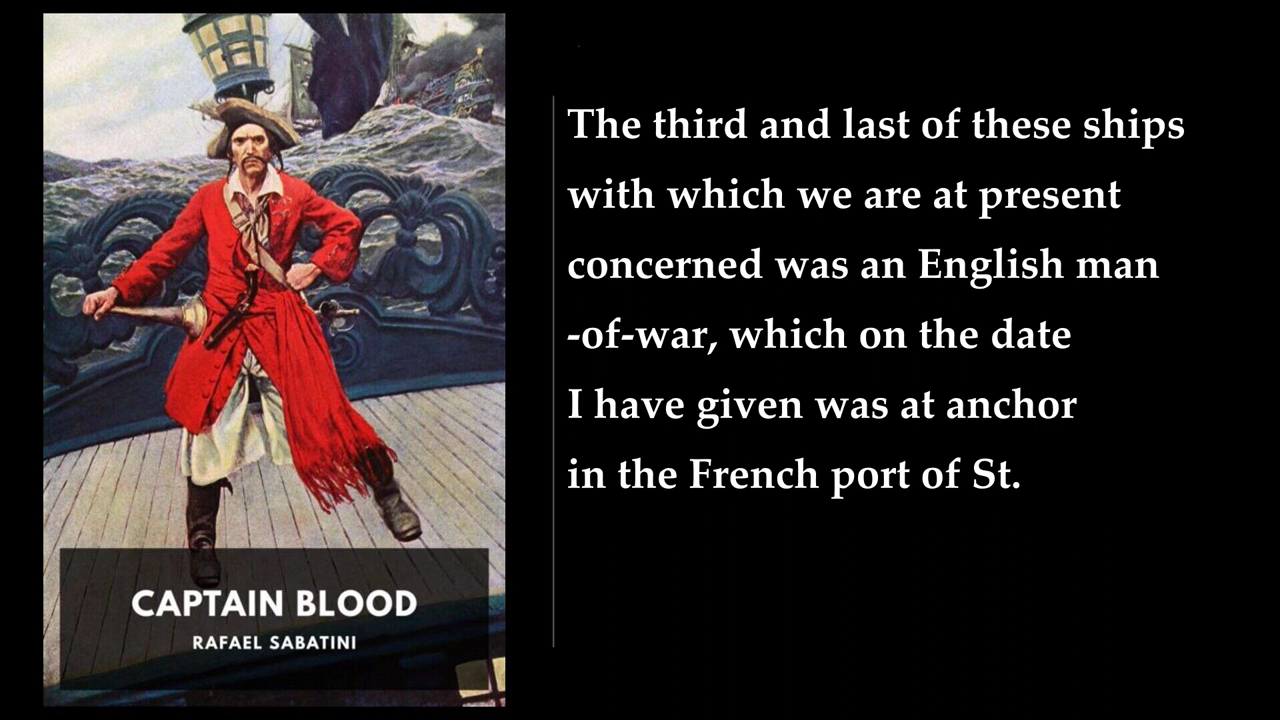 CAPTAIN BLOOD
RAFAEL SABATINI
The third and last of these ships
with which we are at present
concerned was an English man
-of-war, which on the date
I have given was at anchor
in the French port of St.